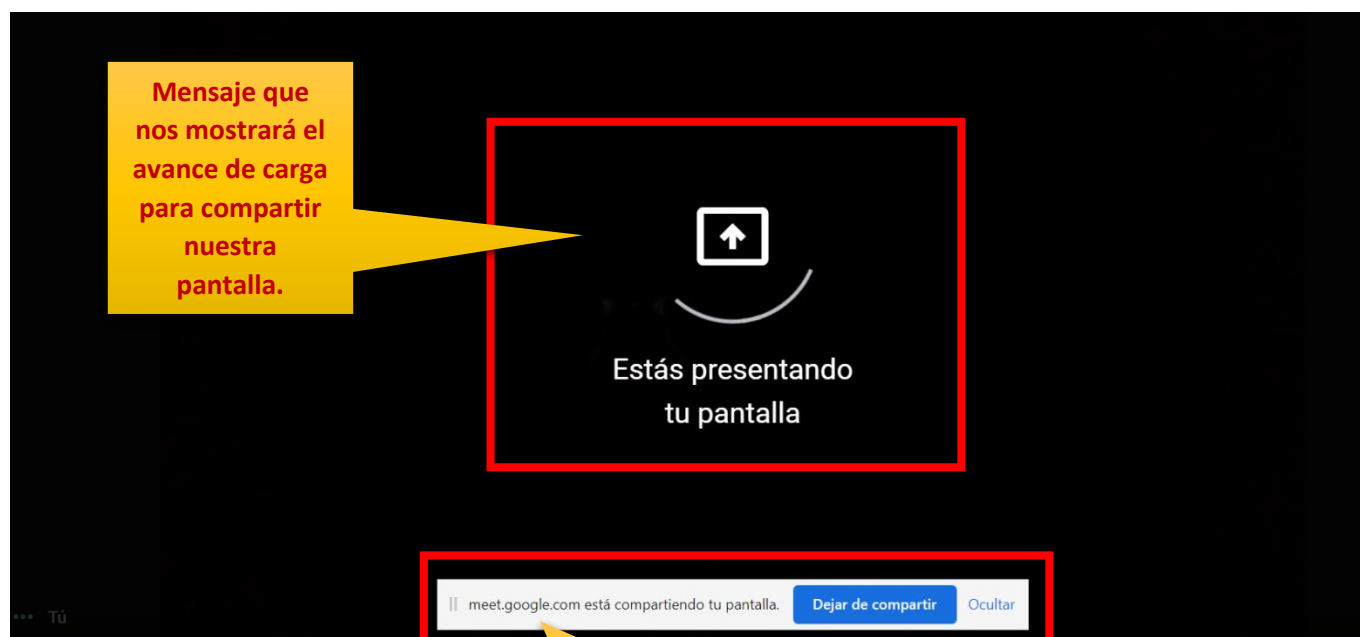 Mensaje que
nos mostrará el
avance de carga
para compartir
nuestra
pantalla.
Estás presentando
tu pantalla
meet.google.com está compartiendo tu pantalla. Dejar de compartir Ocultar
Tú